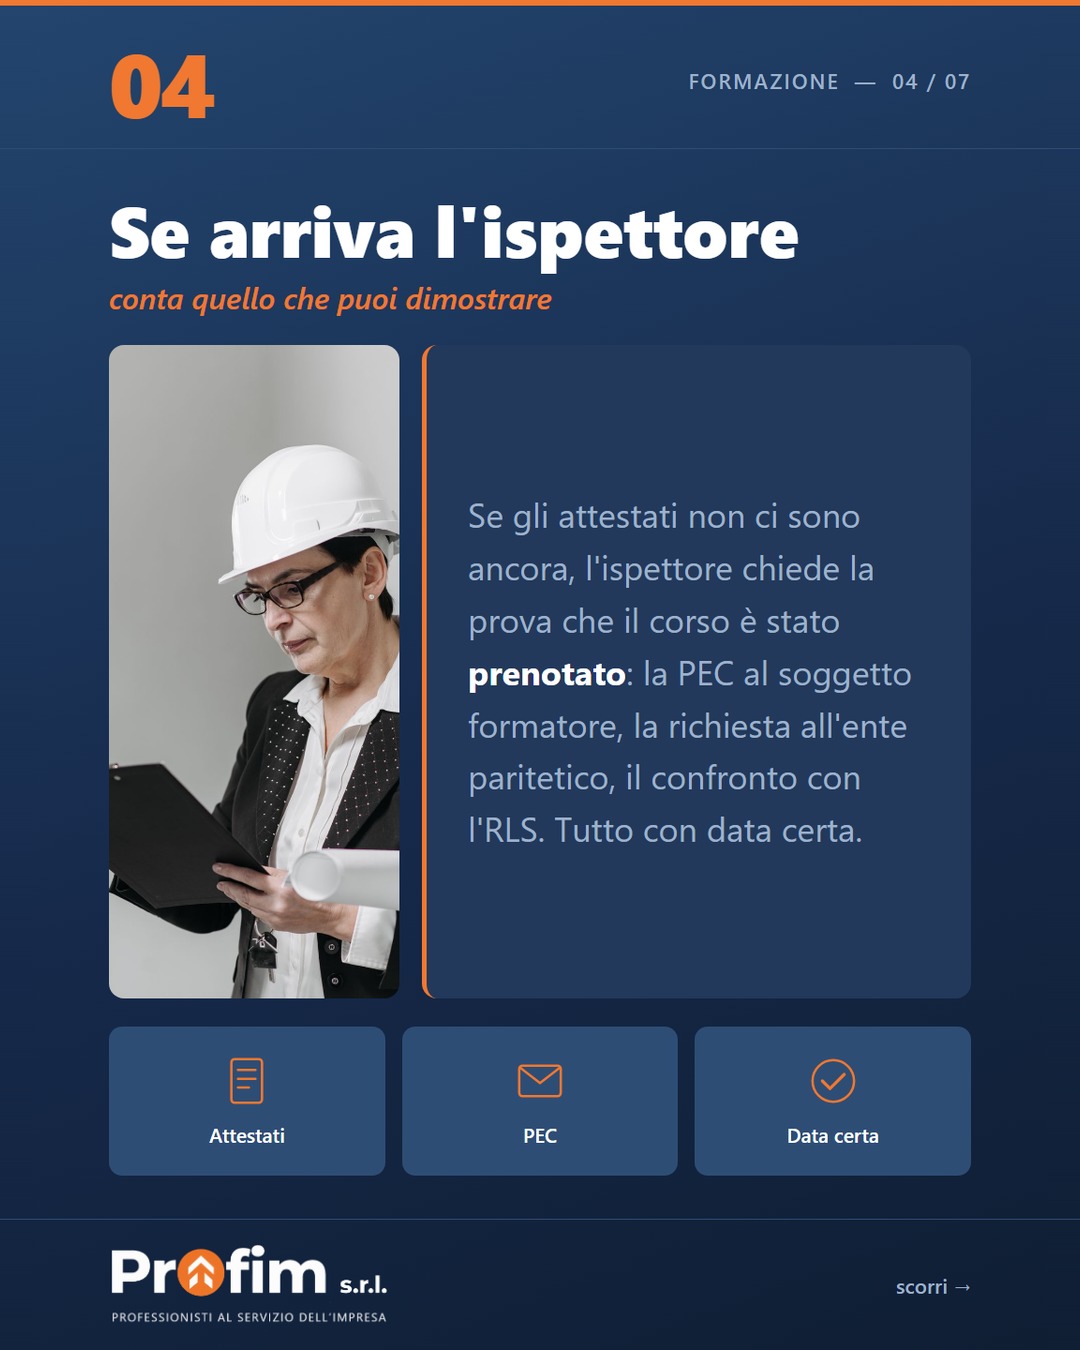 04
FORMAZIONE — 04 / 07
Se arriva l'ispettore
conta quello che puoi dimostrare
Se gli attestati non ci sono
ancora, l'ispettore chiede la
prova che il corso è stato
prenotato: la PEC al soggetto
formatore, la richiesta all'ente
paritetico, il confronto con
l'RLS. Tutto con data certa.
Attestati
PEC
Data certa
Profim s.r.l.
PROFESSIONISTI AL SERVIZIO DELL'IMPRESA
scorri →